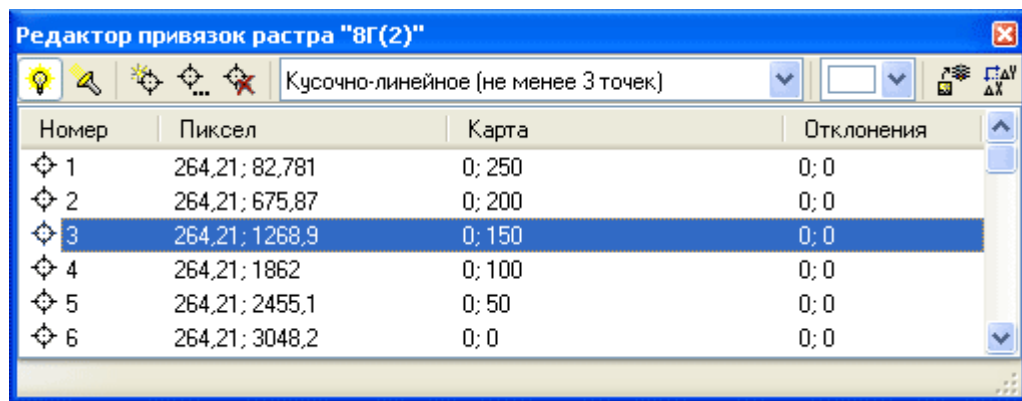 Редактор привязок растра "8Г(2)"
Кусочно-линейное (не менее 3 точек)
ΔY
ΔX
Номер Пиксел Карта Отклонения
1 264,21; 82,781 0; 250 0; 0
2 264,21; 675,87 0; 200 0; 0
3 264,21; 1268,9 0; 150 0; 0
4 264,21; 1862 0; 100 0; 0
5 264,21; 2455,1 0; 50 0; 0
6 264,21; 3048,2 0; 0 0; 0